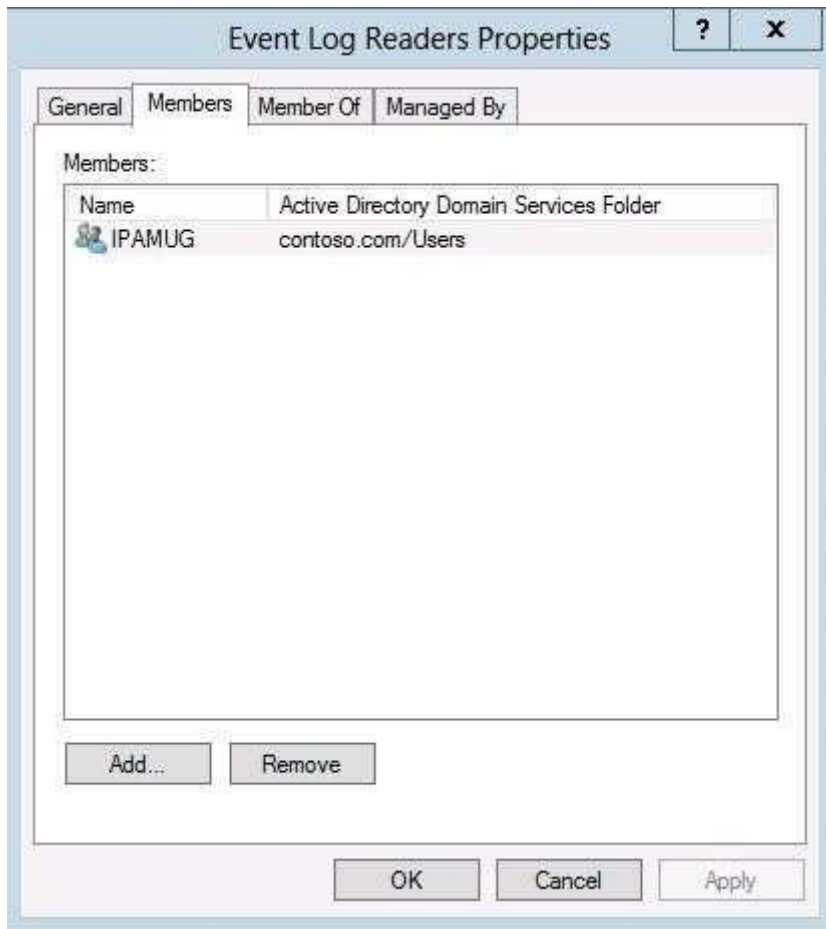 Event Log Readers Properties
? x
General Members Member Of Managed By
Members:
Name Active Directory Domain Services Folder
IPAMUG contoso.com/Users
Add... Remove
OK Cancel Apply